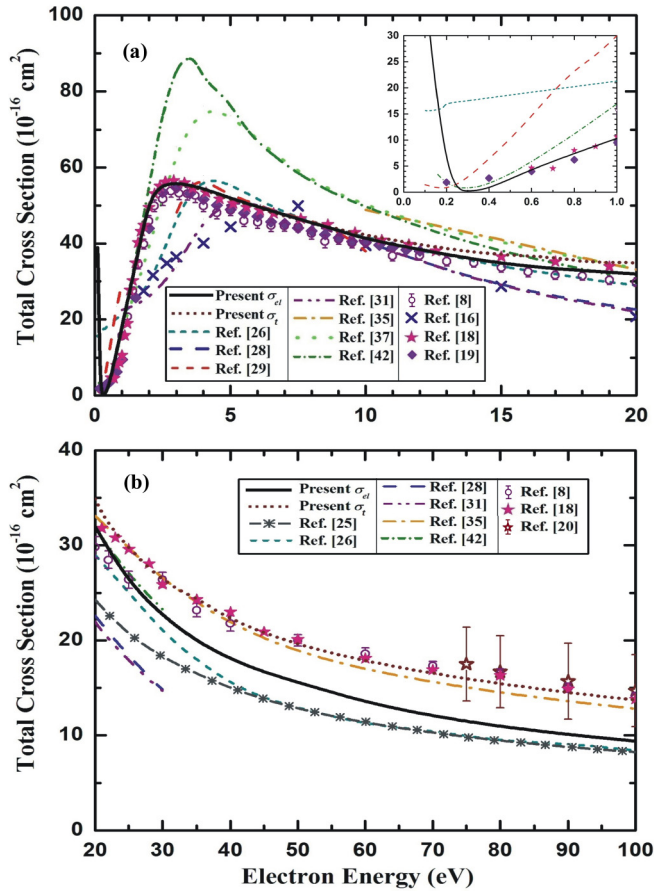 (a)
Total Cross Section (10⁻¹⁶ cm²)
100
80
60
40
20
0
0
5
10
15
20
30
25
20
15
10
5
0
0.0
0.2
0.4
0.6
0.8
1.0
Present σel
Present σt
Ref. [26]
Ref. [28]
Ref. [29]
Ref. [31]
Ref. [35]
Ref. [37]
Ref. [42]
Ref. [8]
Ref. [16]
Ref. [18]
Ref. [19]
(b)
Total Cross Section (10⁻¹⁶ cm²)
40
30
20
10
0
20
30
40
50
60
70
80
90
100
Present σel
Present σt
Ref. [25]
Ref. [26]
Ref. [28]
Ref. [31]
Ref. [35]
Ref. [42]
Ref. [8]
Ref. [18]
Ref. [20]
Electron Energy (eV)